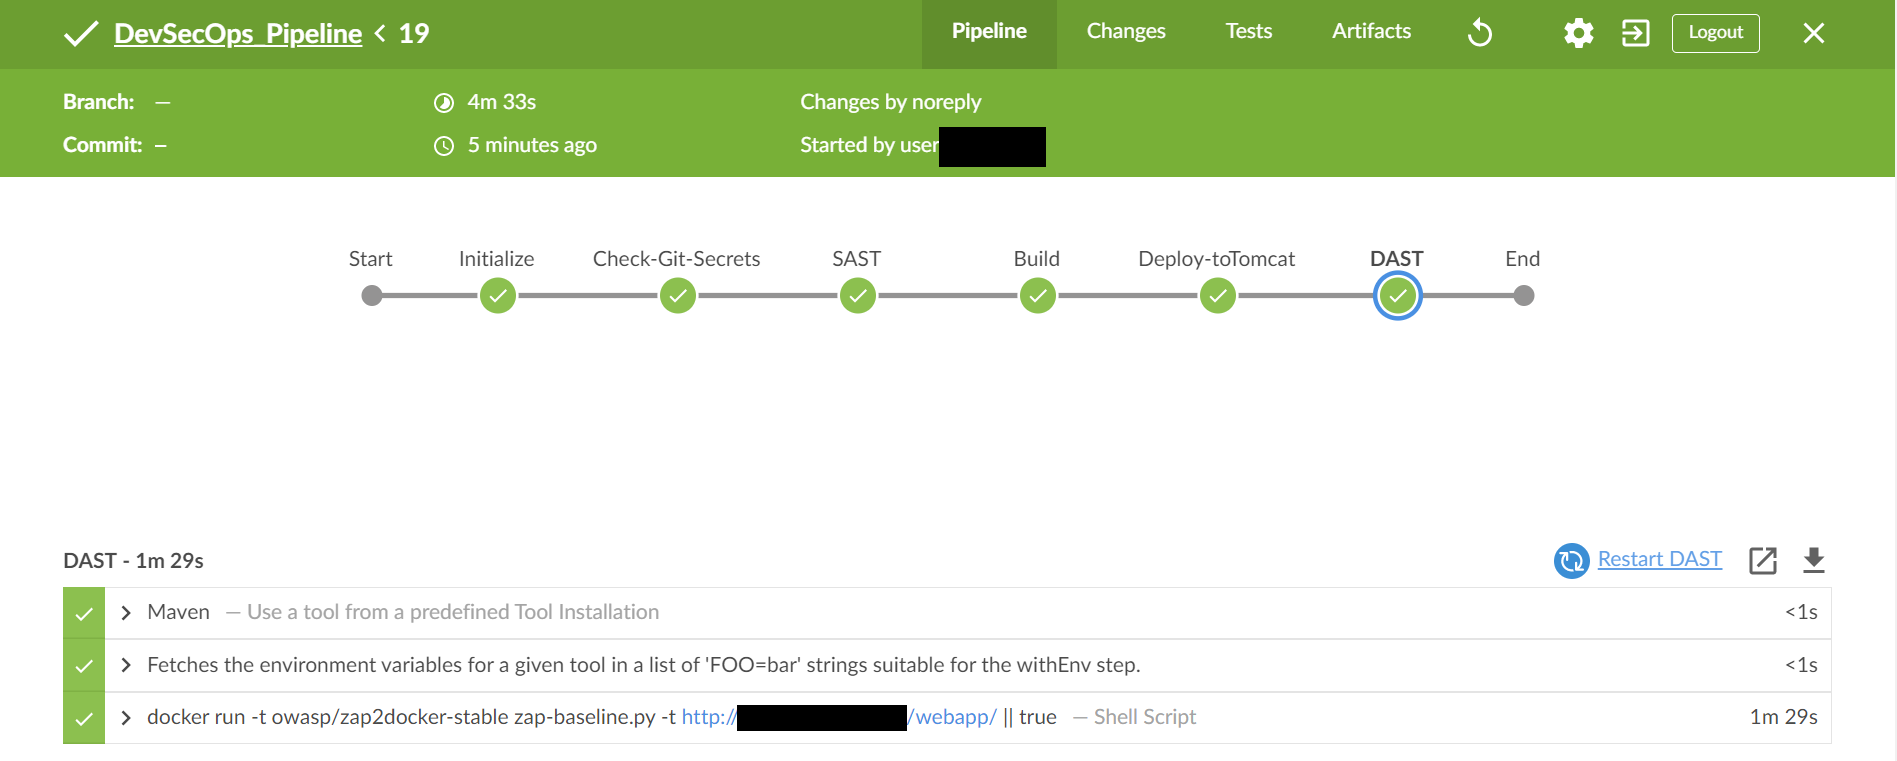 DevSecOps_Pipeline < 19
Pipeline Changes Tests Artifacts Logout
Branch: — 4m 33s Changes by noreply
Commit: – 5 minutes ago Started by user
Start Initialize Check-Git-Secrets SAST Build Deploy-toTomcat DAST End
DAST - 1m 29s Restart DAST
Maven — Use a tool from a predefined Tool Installation <1s
Fetches the environment variables for a given tool in a list of 'FOO=bar' strings suitable for the withEnv step. <1s
docker run -t owasp/zap2docker-stable zap-baseline.py -t http:// /webapp/ || true — Shell Script 1m 29s